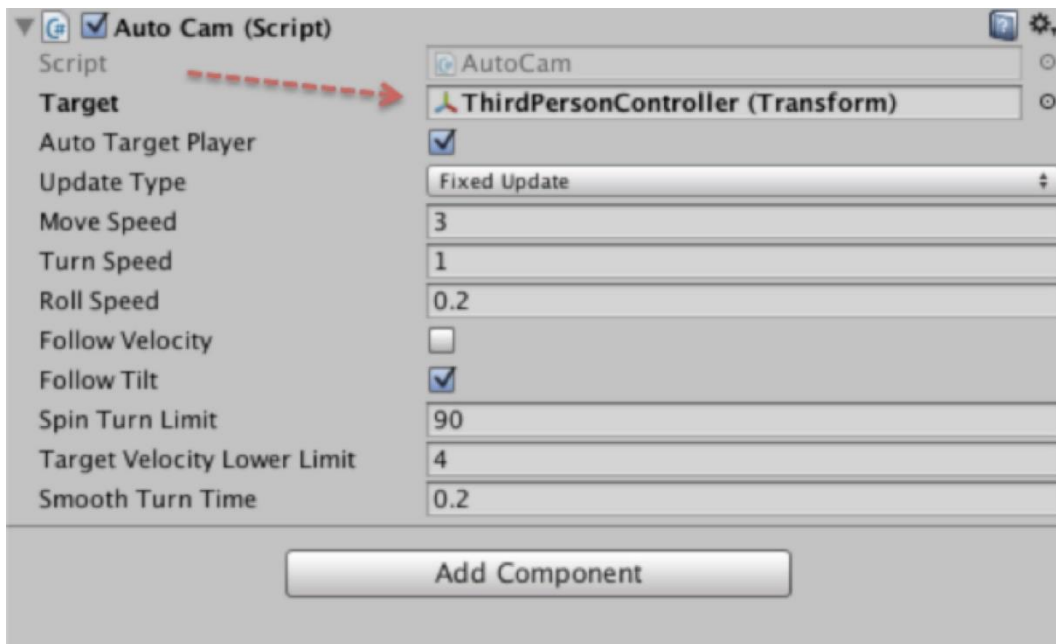 Auto Cam (Script)
Script AutoCam
Target ThirdPersonController (Transform)
Auto Target Player
Update Type Fixed Update
Move Speed 3
Turn Speed 1
Roll Speed 0.2
Follow Velocity
Follow Tilt
Spin Turn Limit 90
Target Velocity Lower Limit 4
Smooth Turn Time 0.2
Add Component